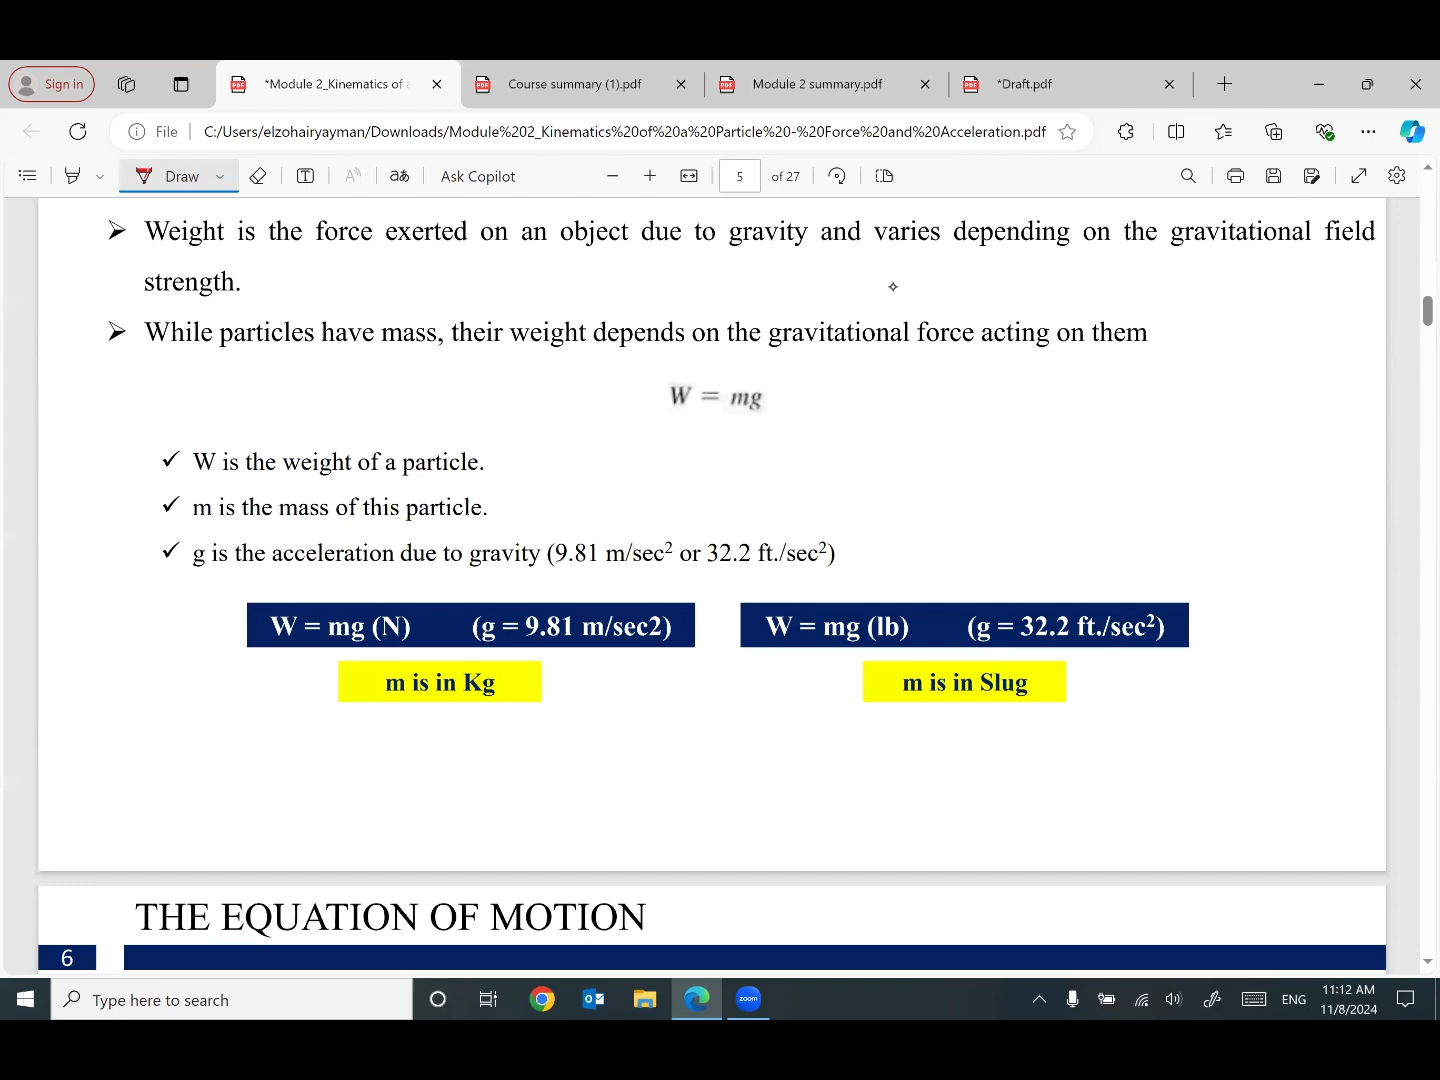 Sign in
*Module 2_Kinematics of a
Course summary (1).pdf
Module 2 summary.pdf
*Draft.pdf
File
C:/Users/elzohairyayman/Downloads/Module%202_Kinematics%20of%20a%20Particle%20-%20Force%20and%20Acceleration.pdf
Draw
Ask Copilot
5
of 27
➢ Weight is the force exerted on an object due to gravity and varies depending on the gravitational field
strength.
➢ While particles have mass, their weight depends on the gravitational force acting on them
W = mg
✓ W is the weight of a particle.
✓ m is the mass of this particle.
✓ g is the acceleration due to gravity (9.81 m/sec² or 32.2 ft./sec²)
W = mg (N) (g = 9.81 m/sec2)
W = mg (lb) (g = 32.2 ft./sec²)
m is in Kg
m is in Slug
THE EQUATION OF MOTION
6
Type here to search
zoom
ENG
11:12 AM
11/8/2024